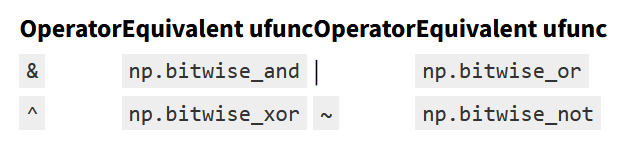 OperatorEquivalent ufuncOperatorEquivalent ufunc
& np.bitwise_and | np.bitwise_or
^ np.bitwise_xor ~ np.bitwise_not